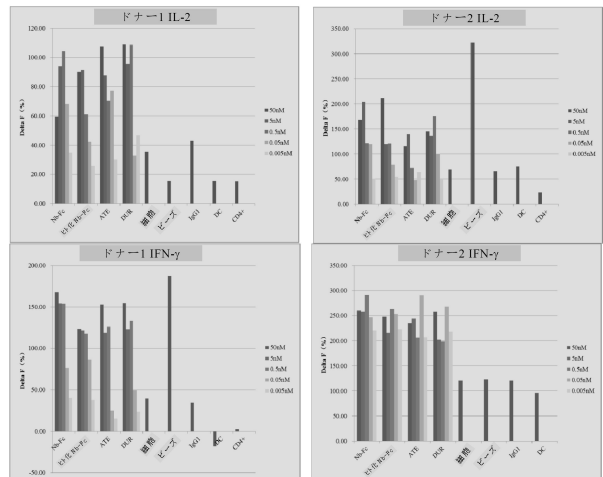 ドナー1 IL-2
120.00
100.00
80.00
60.00
40.00
20.00
0.00
Delta F (%)
Nb-Fc
ヒト化 Nb-Fc
ATE
DUR
細胞
ビーズ
IgG1
DC
CD4+
50nM
5nM
0.5nM
0.05nM
0.005nM
ドナー2 IL-2
350.00
300.00
250.00
200.00
150.00
100.00
50.00
0.00
Delta F (%)
Nb-Fc
ヒト化 Nb-Fc
ATE
DUR
細胞
ビーズ
IgG1
DC
CD4+
50nM
5nM
0.5nM
0.05nM
0.005nM
ドナー1 IFN-γ
200.00
150.00
100.00
50.00
0.00
-50.00
Delta F (%)
Nb-Fc
ヒト化 Nb-Fc
ATE
DUR
細胞
ビーズ
IgG1
DC
CD4+
50nM
5nM
0.5nM
0.05nM
0.005nM
ドナー2 IFN-γ
350.00
300.00
250.00
200.00
150.00
100.00
50.00
0.00
Delta F (%)
Nb-Fc
ヒト化 Nb-Fc
ATE
DUR
細胞
ビーズ
IgG1
DC
50nM
5nM
0.5nM
0.05nM
0.005nM